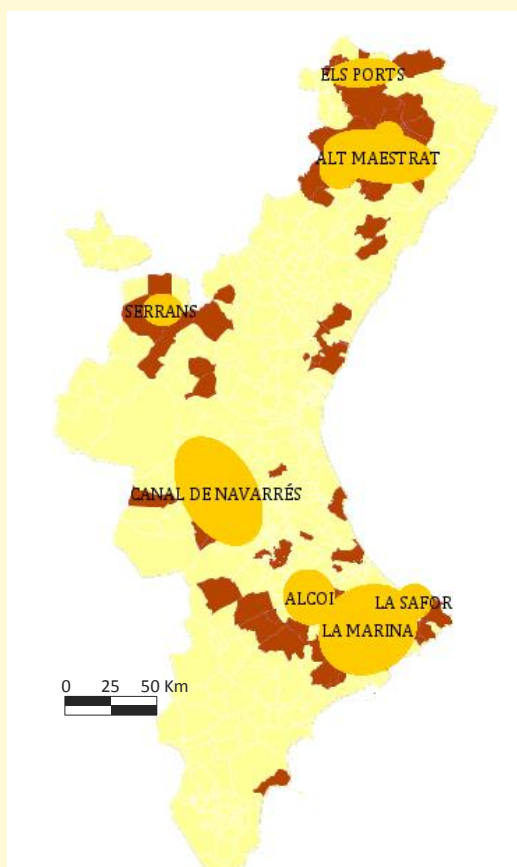 ELS PORTS
ALT MAESTRAT
SERRANS
CANAL DE NAVARRÉS
ALCOI
LA SAFOR
LA MARINA
0 25 50 Km